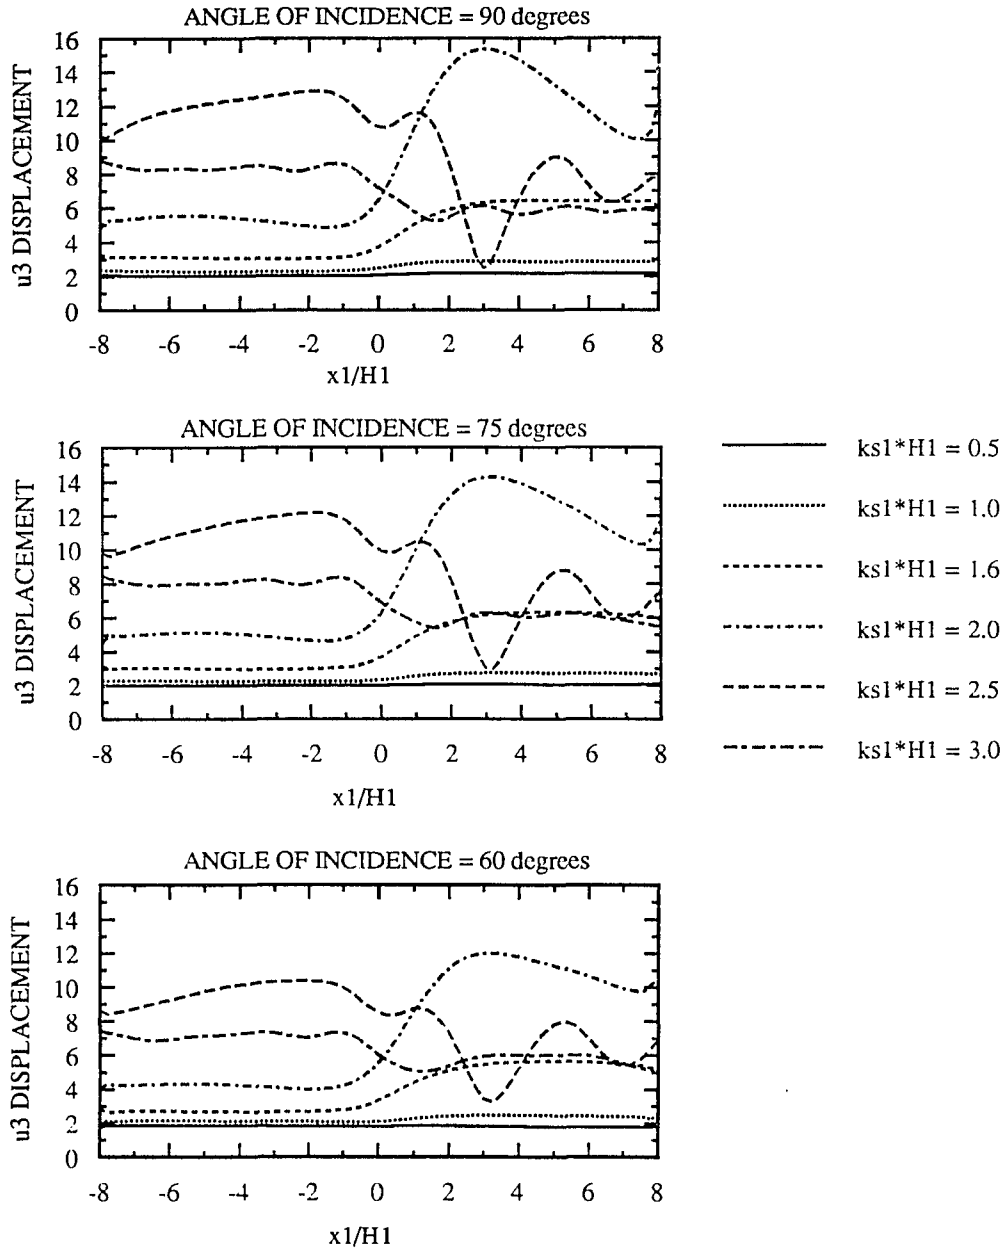 ANGLE OF INCIDENCE = 90 degrees
16
14
12
10
8
6
4
2
0
u3 DISPLACEMENT
-8 -6 -4 -2 0 2 4 6 8
x1/H1
ANGLE OF INCIDENCE = 75 degrees
16
14
12
10
8
6
4
2
0
u3 DISPLACEMENT
-8 -6 -4 -2 0 2 4 6 8
x1/H1
ks1*H1 = 0.5
ks1*H1 = 1.0
ks1*H1 = 1.6
ks1*H1 = 2.0
ks1*H1 = 2.5
ks1*H1 = 3.0
ANGLE OF INCIDENCE = 60 degrees
16
14
12
10
8
6
4
2
0
u3 DISPLACEMENT
-8 -6 -4 -2 0 2 4 6 8
x1/H1